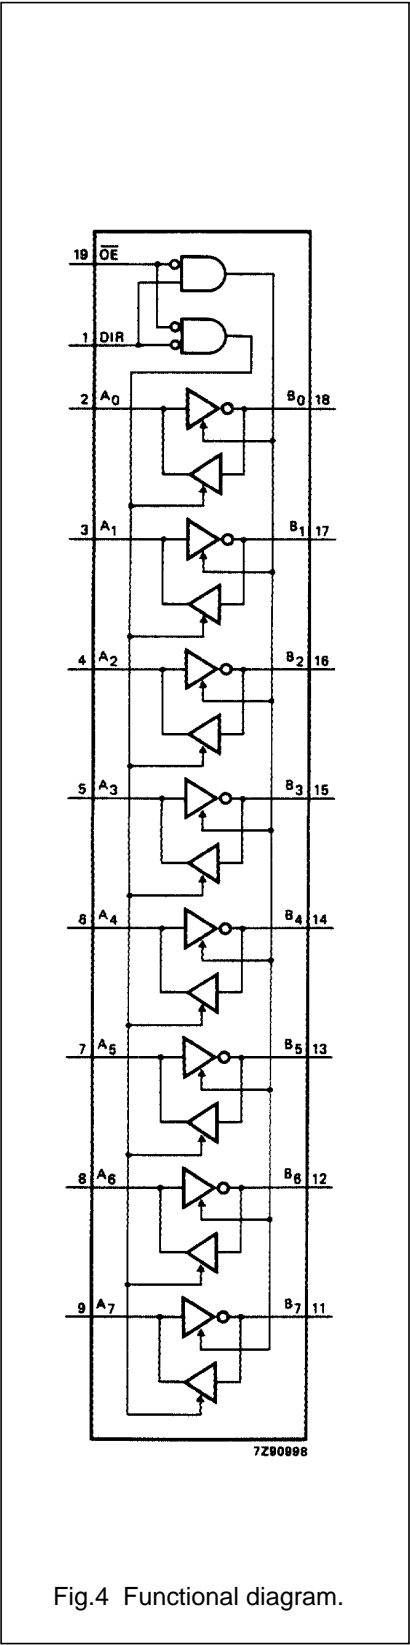 19 OE
1 DIR
2 A0 B0 18
3 A1 B1 17
4 A2 B2 16
5 A3 B3 15
6 A4 B4 14
7 A5 B5 13
8 A6 B6 12
9 A7 B7 11
7Z90998
Fig.4 Functional diagram.